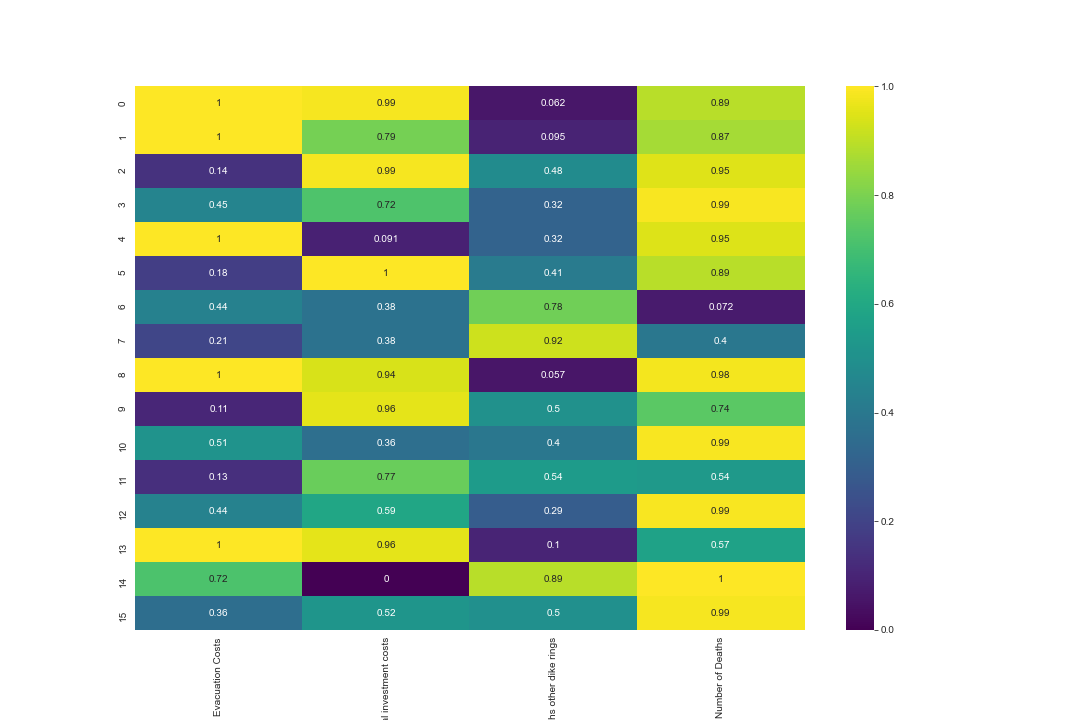 0 1 0.99 0.062 0.89
1 1 0.79 0.095 0.87
2 0.14 0.99 0.48 0.95
3 0.45 0.72 0.32 0.99
4 1 0.091 0.32 0.95
5 0.18 1 0.41 0.89
6 0.44 0.38 0.78 0.072
7 0.21 0.38 0.92 0.4
8 1 0.94 0.057 0.98
9 0.11 0.96 0.5 0.74
10 0.51 0.36 0.4 0.99
11 0.13 0.77 0.54 0.54
12 0.44 0.59 0.29 0.99
13 1 0.96 0.1 0.57
14 0.72 0 0.89 1
15 0.36 0.52 0.5 0.99
Evacuation Costs
l investment costs
hs other dike rings
Number of Deaths
1.0
0.8
0.6
0.4
0.2
0.0